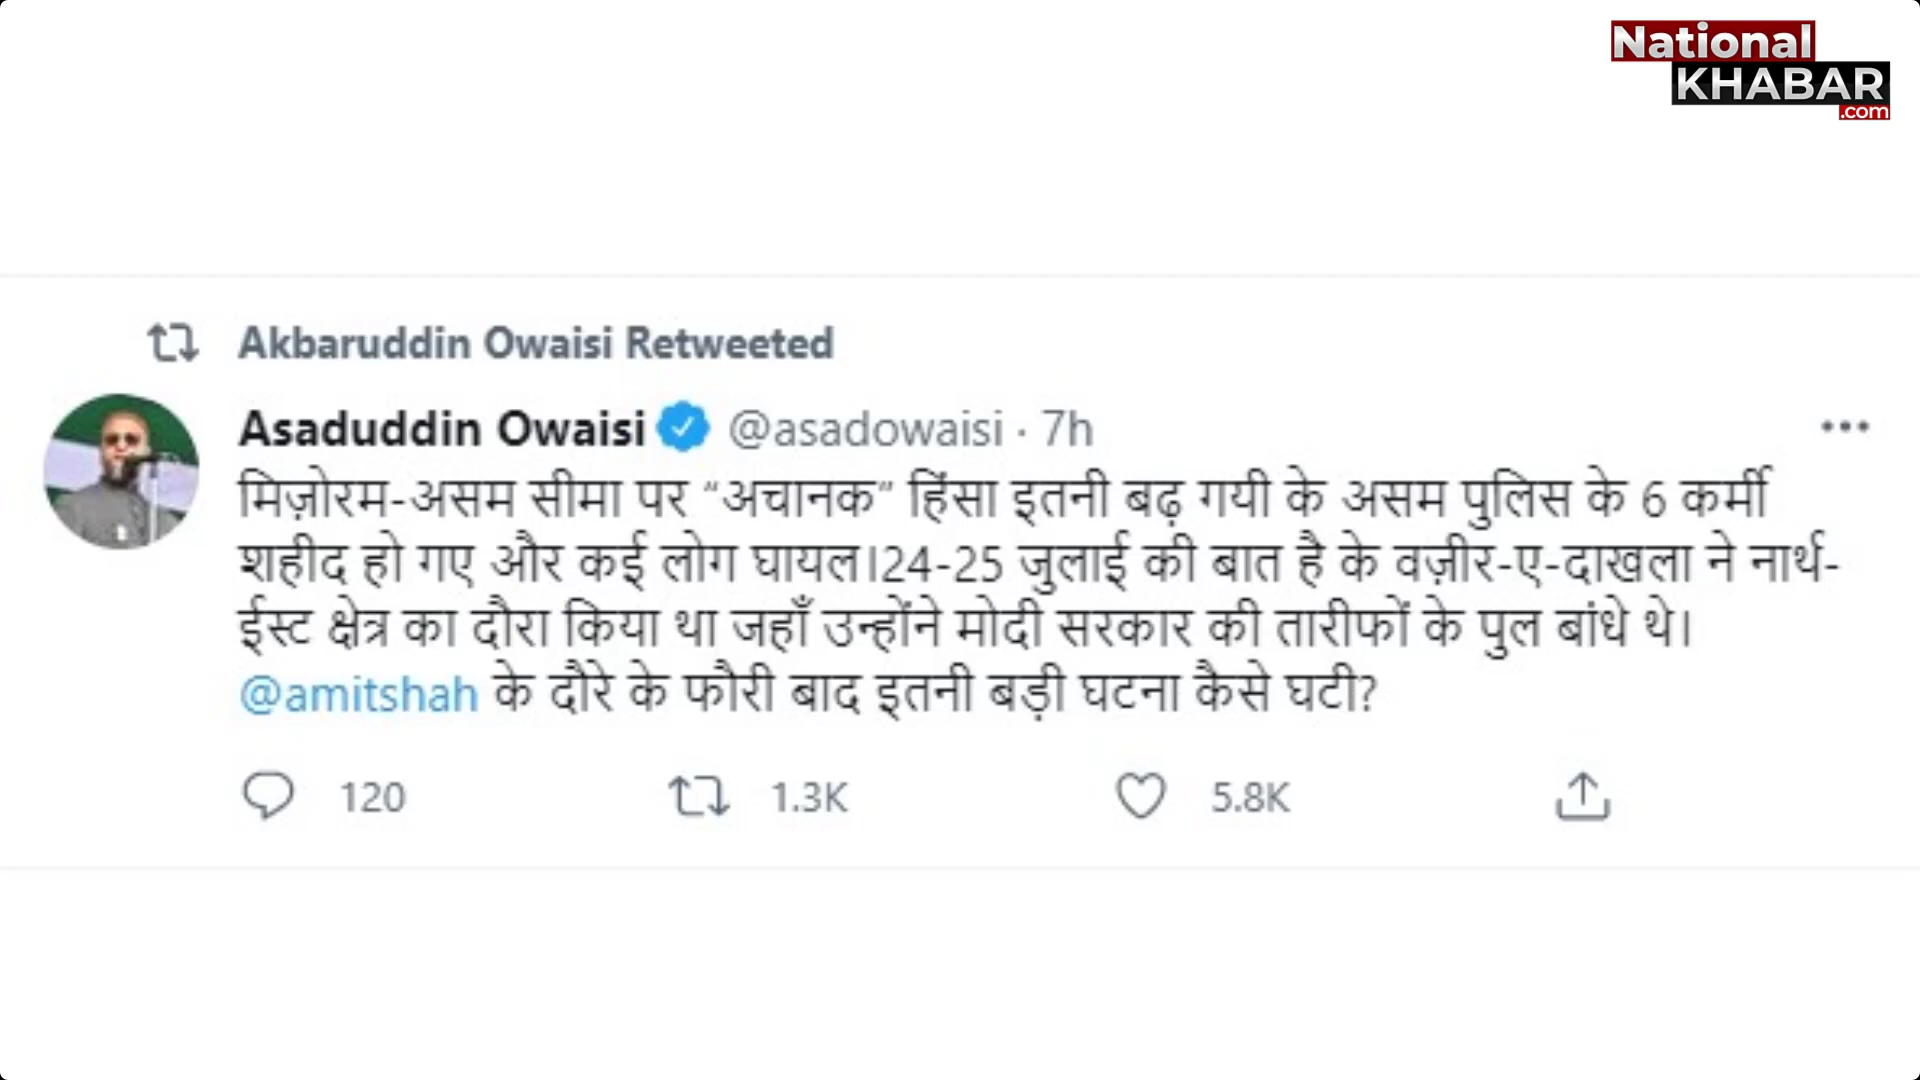 National
KHABAR
.com
Akbaruddin Owaisi Retweeted
Asaduddin Owaisi @asadowaisi · 7h
मिज़ोरम-असम सीमा पर “अचानक” हिंसा इतनी बढ़ गयी के असम पुलिस के 6 कर्मी
शहीद हो गए और कई लोग घायल।24-25 जुलाई की बात है के वज़ीर-ए-दाखला ने नार्थ-
ईस्ट क्षेत्र का दौरा किया था जहाँ उन्होंने मोदी सरकार की तारीफों के पुल बांधे थे।
@amitshah के दौरे के फौरी बाद इतनी बड़ी घटना कैसे घटी?
120 1.3K 5.8K